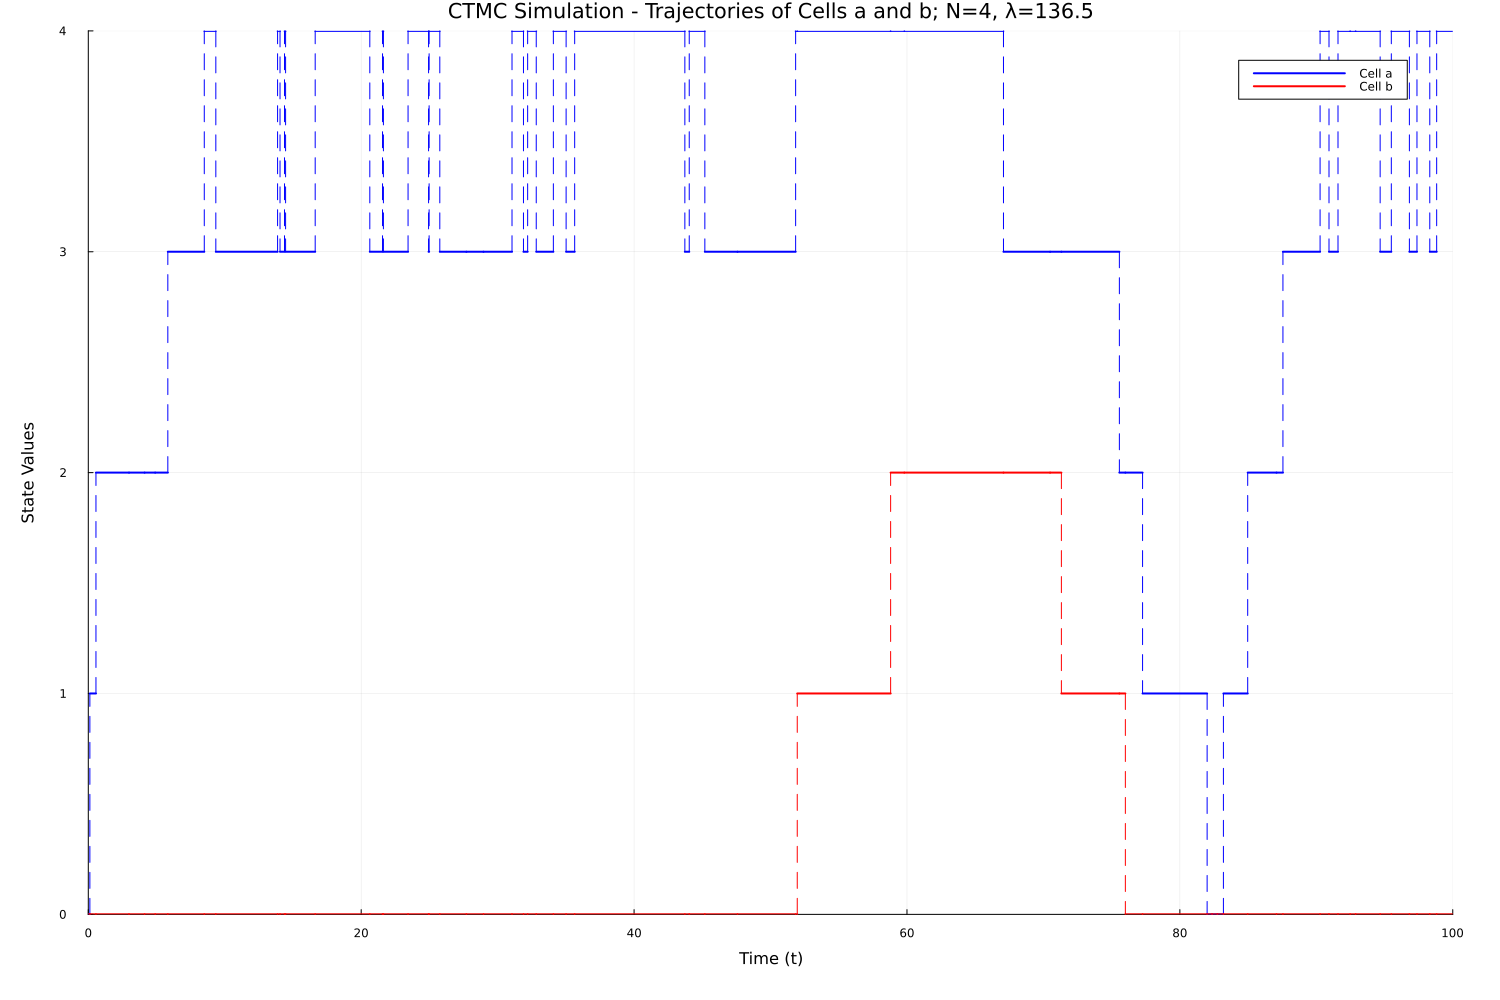 CTMC Simulation - Trajectories of Cells a and b; N=4, λ=136.5
4
Cell a
Cell b
3
State Values
2
1
0
0 20 40 60 80 100
Time (t)